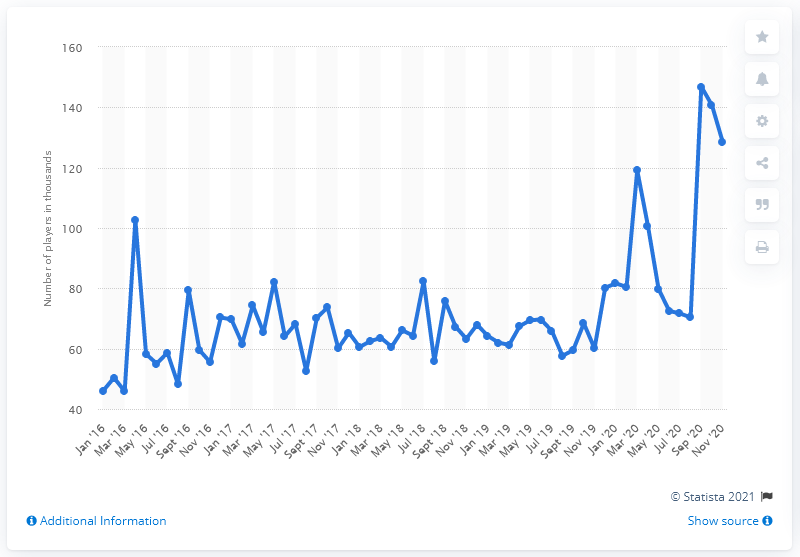 160
140
120
100
80
60
40
Number of players in thousands
Jan '16
Mar '16
May '16
Jul '16
Sept '16
Nov '16
Jan '17
Mar '17
May '17
Jul '17
Sept '17
Nov '17
Jan '18
Mar '18
May '18
Jul '18
Sept '18
Nov '18
Jan '19
Mar '19
May '19
Jul '19
Sept '19
Nov '19
Jan '20
Mar '20
May '20
Jul '20
Sep '20
Nov '20
© Statista 2021
Additional Information
Show source